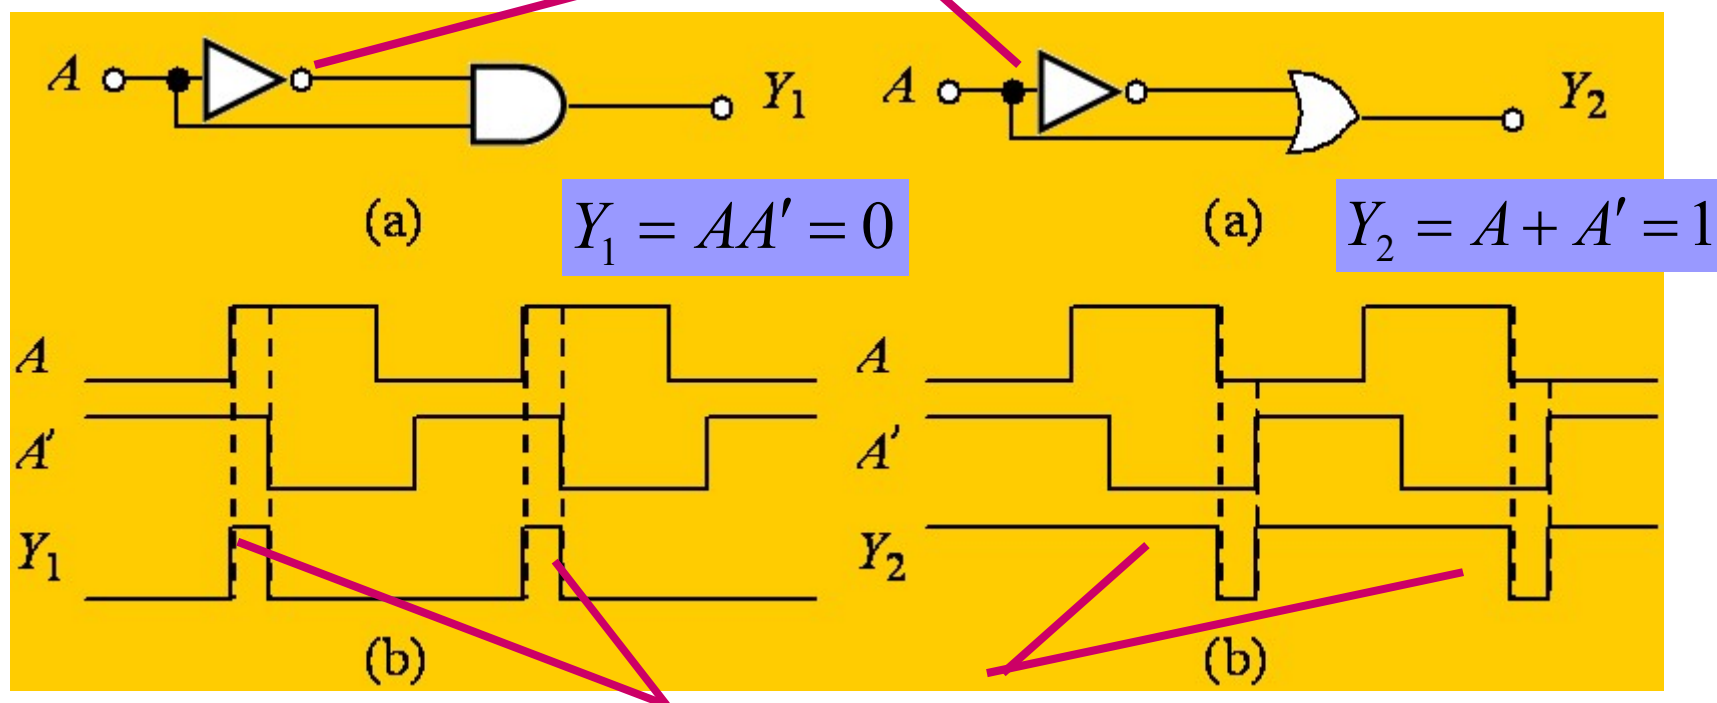 A Y₁ A Y₂
(a) Y₁ = AA′ = 0 (a) Y₂ = A + A′ = 1
A A
A′ A′
Y₁ Y₂
(b) (b)